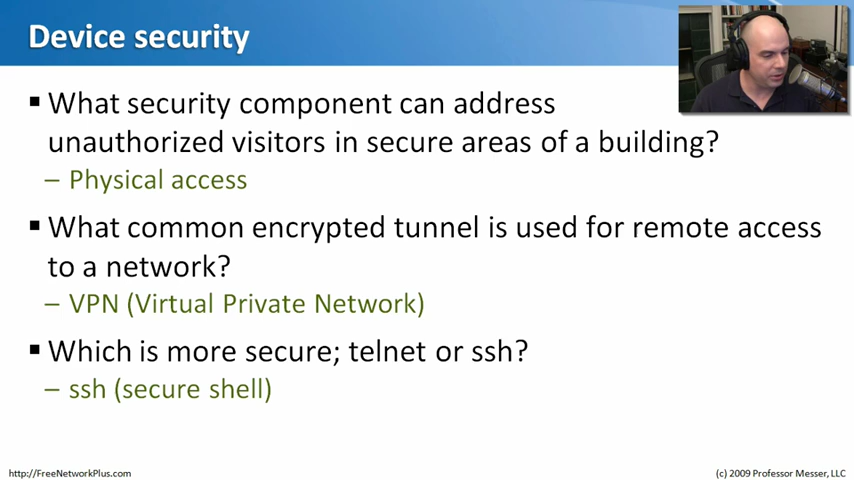 Device security
▪ What security component can address
unauthorized visitors in secure areas of a building?
– Physical access
▪ What common encrypted tunnel is used for remote access
to a network?
– VPN (Virtual Private Network)
▪ Which is more secure; telnet or ssh?
– ssh (secure shell)
http://FreeNetworkPlus.com
(c) 2009 Professor Messer, LLC